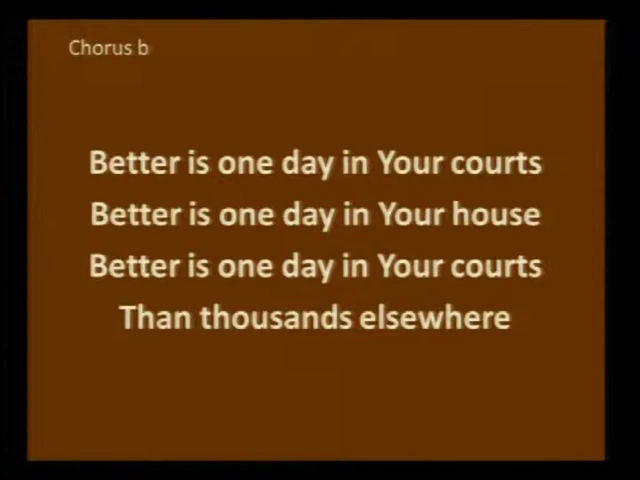 Chorus b
Better is one day in Your courts
Better is one day in Your house
Better is one day in Your courts
Than thousands elsewhere